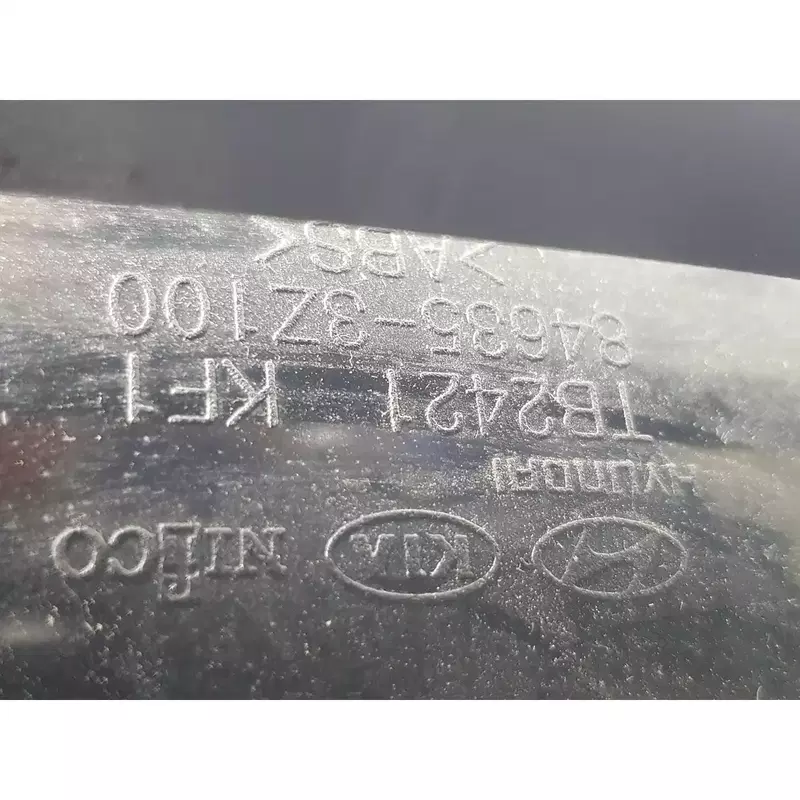 KIA NIfCO
HYUNDAI
TB2421 KF1
84635-3Z100
>ABS<